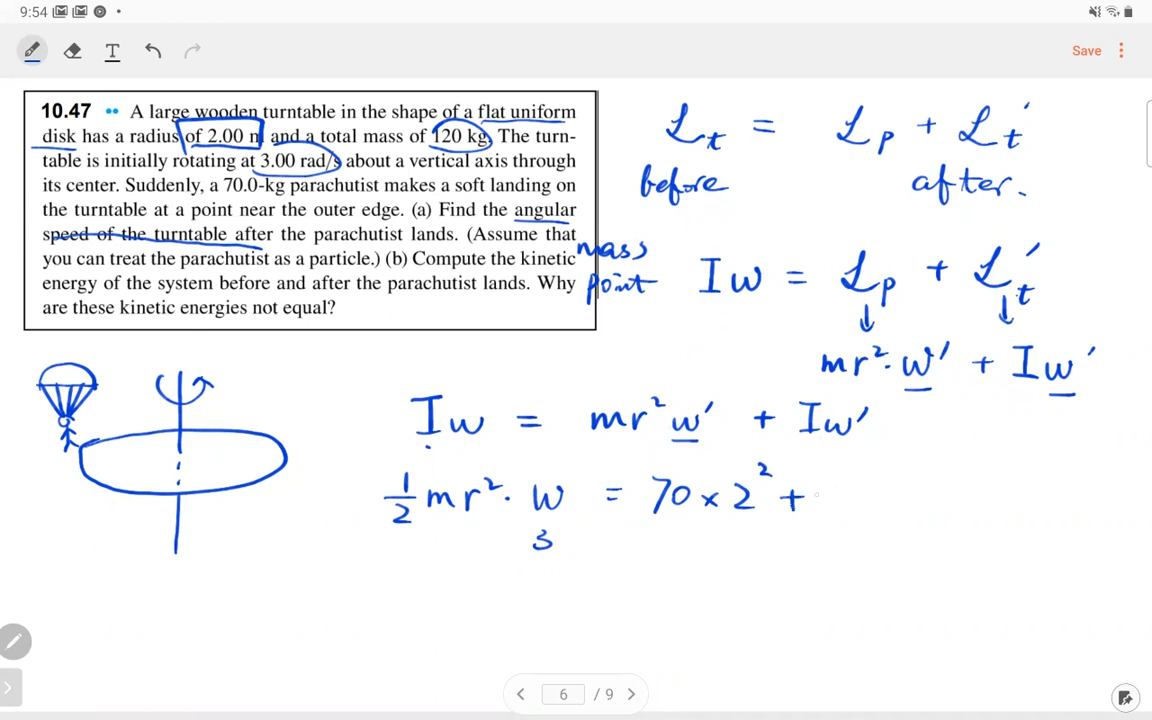 9:54
T
Save
10.47 •• A large wooden turntable in the shape of a flat uniform
disk has a radius of 2.00 m and a total mass of 120 kg. The turn-
table is initially rotating at 3.00 rad/s about a vertical axis through
its center. Suddenly, a 70.0-kg parachutist makes a soft landing on
the turntable at a point near the outer edge. (a) Find the angular
speed of the turntable after the parachutist lands. (Assume that
you can treat the parachutist as a particle.) (b) Compute the kinetic
energy of the system before and after the parachutist lands. Why
are these kinetic energies not equal?
Lt = Lp + Lt'
before after.
mass
point Iω = Lp + Lt'
↓ ↓
mr²·ω' + Iω'
Iω = mr²ω' + Iω'
½mr²·ω = 70×2² +
3
6 / 9